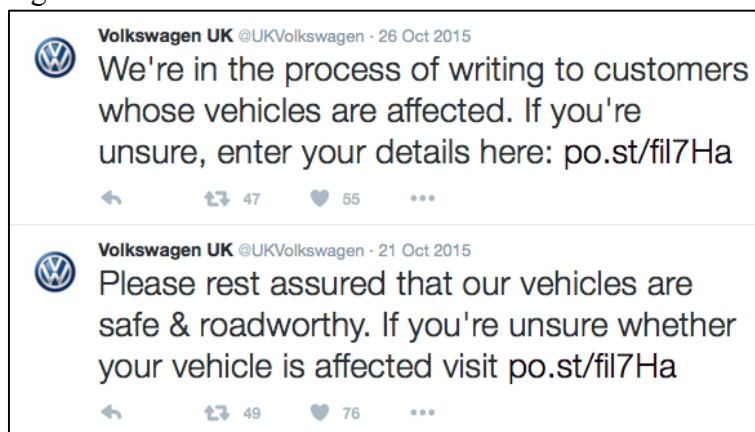 Volkswagen UK @UKVolkswagen · 26 Oct 2015
We're in the process of writing to customers
whose vehicles are affected. If you're
unsure, enter your details here: po.st/fil7Ha
47 55
Volkswagen UK @UKVolkswagen · 21 Oct 2015
Please rest assured that our vehicles are
safe & roadworthy. If you're unsure whether
your vehicle is affected visit po.st/fil7Ha
49 76